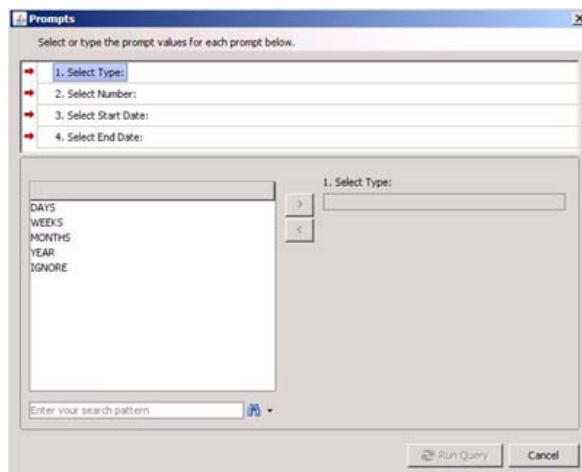 Prompts
Select or type the prompt values for each prompt below.
1. Select Type:
2. Select Number:
3. Select Start Date:
4. Select End Date:
1. Select Type:
DAYS
WEEKS
MONTHS
YEAR
IGNORE
>
<
Enter your search pattern
Run Query
Cancel